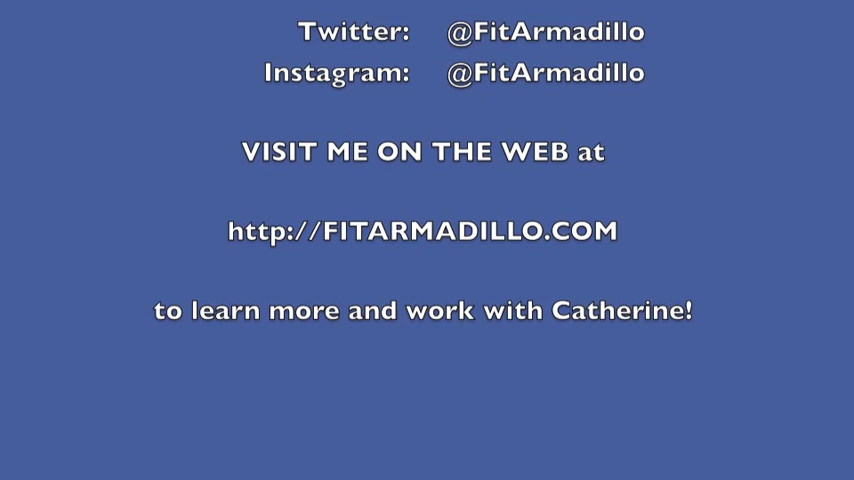 Twitter: @FitArmadillo
Instagram: @FitArmadillo
VISIT ME ON THE WEB at
http://FITARMADILLO.COM
to learn more and work with Catherine!